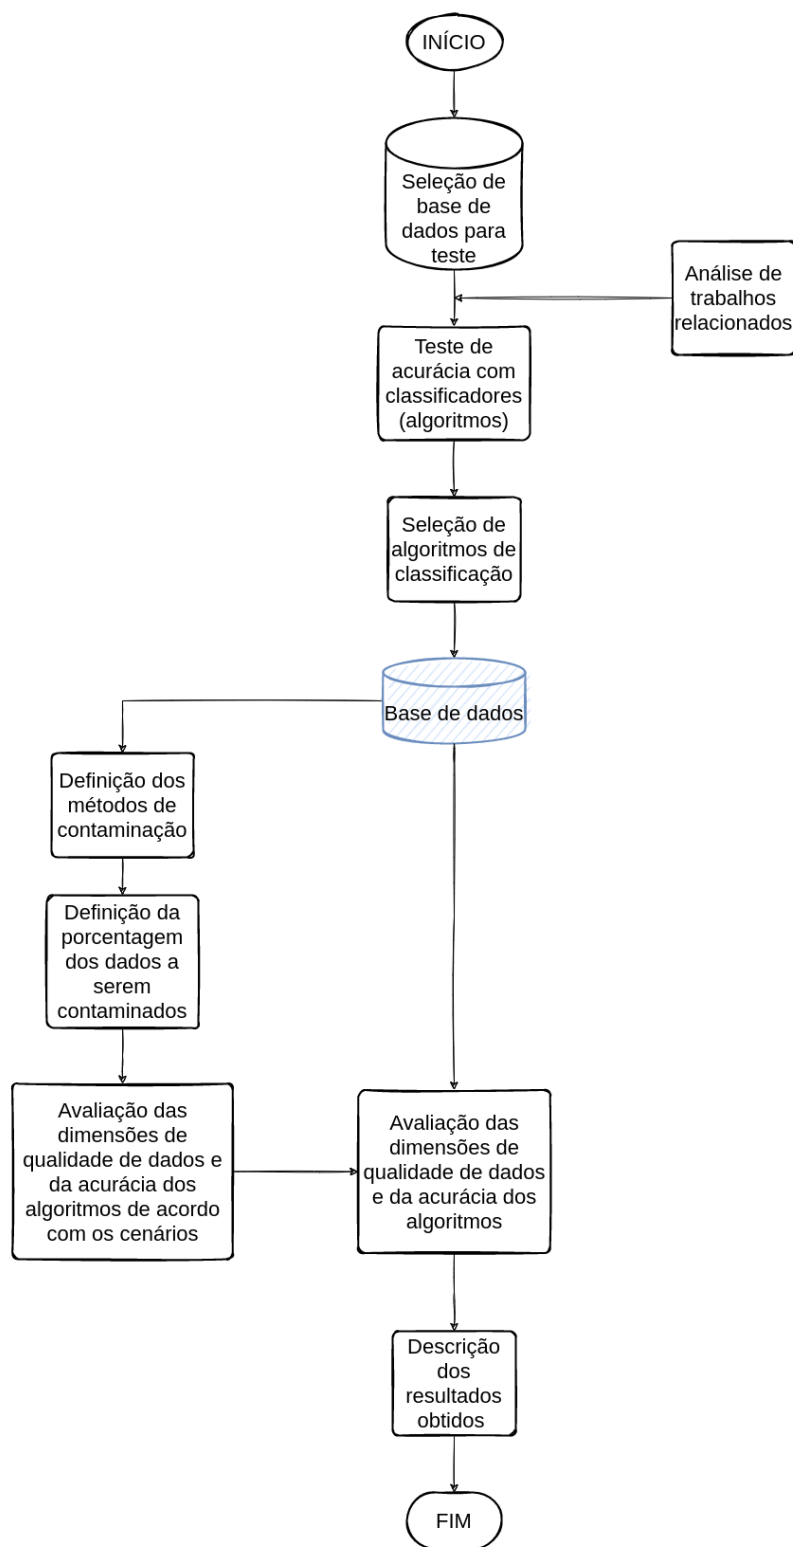 INÍCIO
Seleção de
base de
dados para
teste
Análise de
trabalhos
relacionados
Teste de
acurácia com
classificadores
(algoritmos)
Seleção de
algoritmos de
classificação
Base de dados
Definição dos
métodos de
contaminação
Definição da
porcentagem
dos dados a
serem
contaminados
Avaliação das
dimensões de
qualidade de dados e
da acurácia dos
algoritmos de acordo
com os cenários
Avaliação das
dimensões de
qualidade de dados
e da acurácia dos
algoritmos
Descrição
dos
resultados
obtidos
FIM